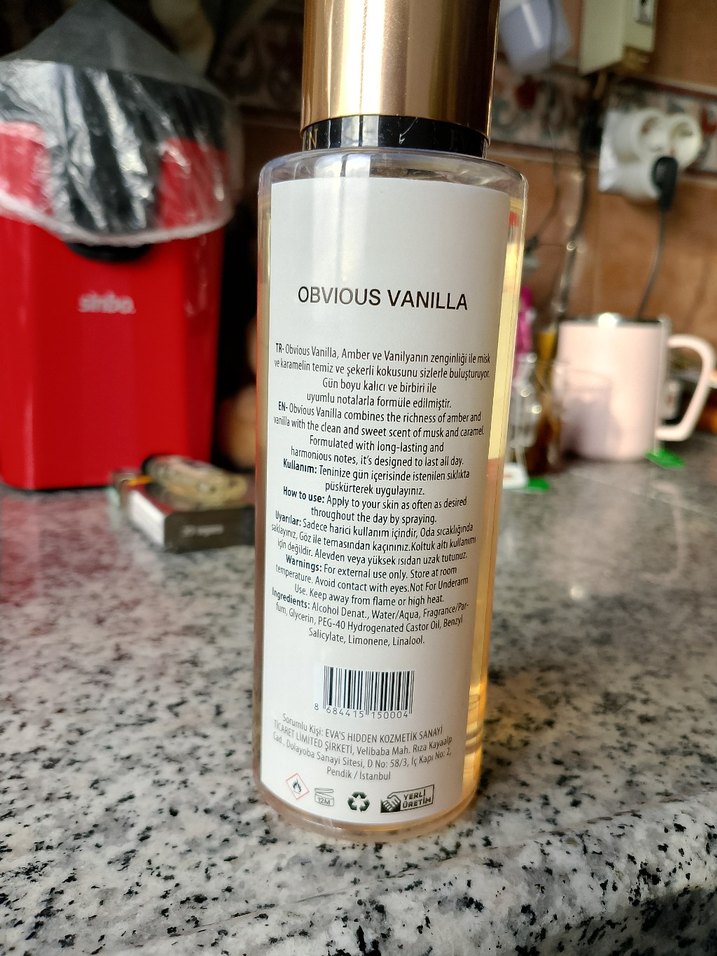 sinbo.
OBVIOUS VANILLA
TR- Obvious Vanilla, Amber ve Vanilyanın zenginliği ile misk
ve karamelin temiz ve şekerli kokusunu sizlerle buluşturuyor.
Gün boyu kalıcı ve birbiri ile
uyumlu notalarla formüle edilmiştir.
EN- Obvious Vanilla combines the richness of amber and
vanilla with the clean and sweet scent of musk and caramel.
Formulated with long-lasting and
harmonious notes, it's designed to last all day.
Kullanım: Teninize gün içerisinde istenilen sıklıkta
püskürterek uygulayınız.
How to use: Apply to your skin as often as desired
throughout the day by spraying.
Uyarılar: Sadece harici kullanım içindir, Oda sıcaklığında
saklayınız, Göz ile temasından kaçınınız.Koltuk altı kullanımı
için değildir. Alevden veya yüksek ısıdan uzak tutunuz.
Warnings: For external use only. Store at room
temperature. Avoid contact with eyes.Not For Underarm
Use. Keep away from flame or high heat.
Ingredients: Alcohol Denat., Water/Aqua, Fragrance/Par-
fum, Glycerin, PEG-40 Hydrogenated Castor Oil, Benzyl
Salicylate, Limonene, Linalool.
8 684415 150004
Sorumlu Kişi: EVA'S HIDDEN KOZMETİK SANAYİ
TİCARET LİMİTED ŞİRKETİ, Velibaba Mah. Rıza Kayaalp
Cad., Dolayoba Sanayi Sitesi, D No: 58/3, İç Kapı No: 2,
Pendik / İstanbul
12M
YERLİ
ÜRETİM